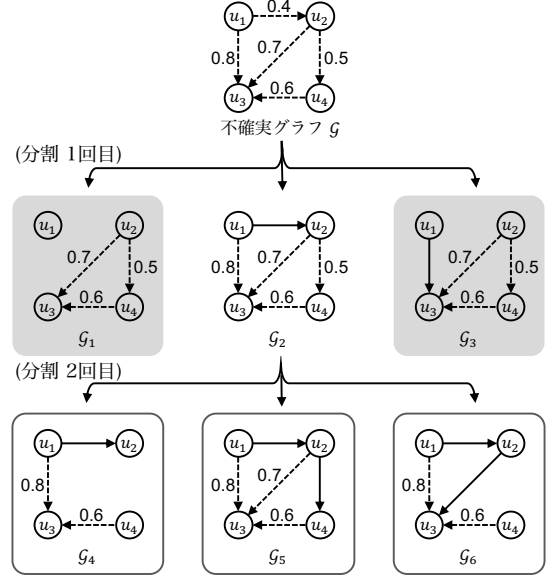 u₁ 0.4 u₂
0.8 0.7 0.5
u₃ 0.6 u₄
不確実グラフ 𝒢
(分割 1回目)
u₁ u₂ u₁ u₂ u₁ u₂
0.7 0.5 0.8 0.7 0.5 0.7 0.5
u₃ 0.6 u₄ u₃ 0.6 u₄ u₃ 0.6 u₄
𝒢₁ 𝒢₂ 𝒢₃
(分割 2回目)
u₁ u₂ u₁ u₂ u₁ u₂
0.8 0.8 0.7 0.8
u₃ 0.6 u₄ u₃ 0.6 u₄ u₃ 0.6 u₄
𝒢₄ 𝒢₅ 𝒢₆